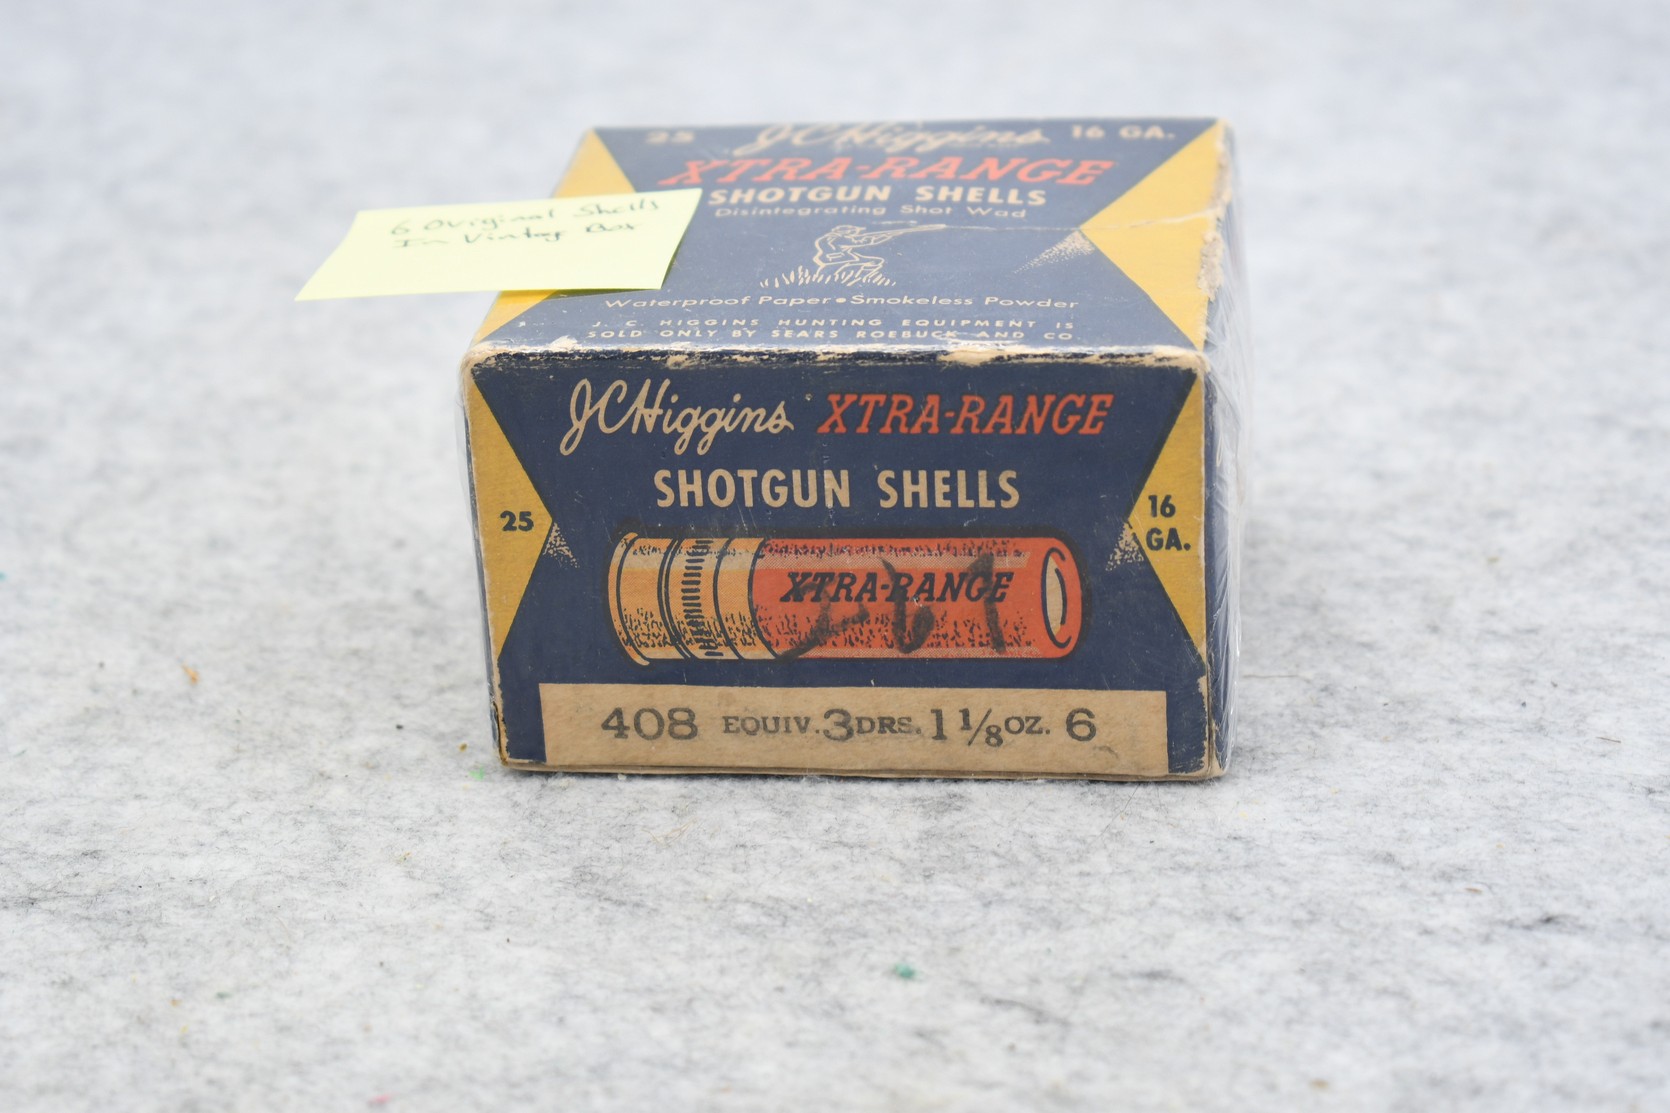 25 JCHiggins 16 GA.
XTRA-RANGE
SHOTGUN SHELLS
Disintegrating Shot Wad
6 Original Shells
In Vintag Box
Waterproof Paper • Smokeless Powder
J. C. HIGGINS HUNTING EQUIPMENT IS
SOLD ONLY BY SEARS ROEBUCK AND CO.
JCHiggins XTRA-RANGE
SHOTGUN SHELLS
25
16
GA.
XTRA-RANGE
408 EQUIV. 3 DRS. 1 1/8 OZ. 6